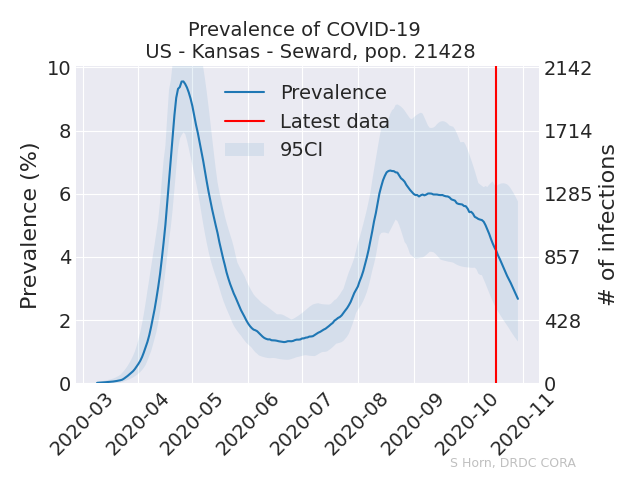 Prevalence of COVID-19
US - Kansas - Seward, pop. 21428
Prevalence (%)
10
8
6
4
2
0
Prevalence
Latest data
95CI
2142
1714
1285
857
428
0
# of infections
2020-03
2020-04
2020-05
2020-06
2020-07
2020-08
2020-09
2020-10
2020-11
S Horn, DRDC CORA